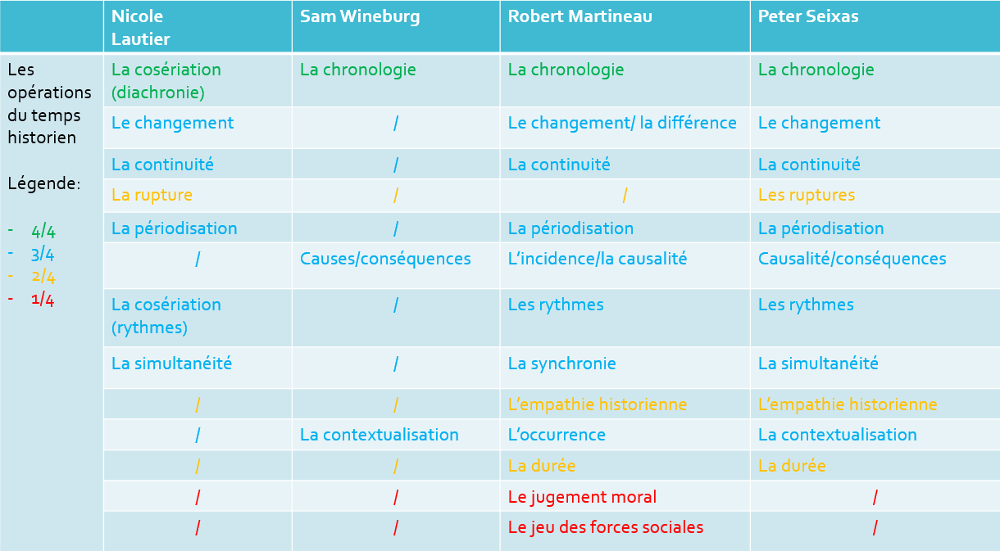 Nicole
Lautier
Sam Wineburg
Robert Martineau
Peter Seixas
Les
opérations
du temps
historien
Légende:
- 4/4
- 3/4
- 2/4
- 1/4
La cosériation
(diachronie)
La chronologie
La chronologie
La chronologie
Le changement
/
Le changement/ la différence
Le changement
La continuité
/
La continuité
La continuité
La rupture
/
/
Les ruptures
La périodisation
/
La périodisation
La périodisation
/
Causes/conséquences
L’incidence/la causalité
Causalité/conséquences
La cosériation
(rythmes)
/
Les rythmes
Les rythmes
La simultanéité
/
La synchronie
La simultanéité
/
/
L’empathie historienne
L’empathie historienne
/
La contextualisation
L’occurrence
La contextualisation
/
/
La durée
La durée
/
/
Le jugement moral
/
/
/
Le jeu des forces sociales
/